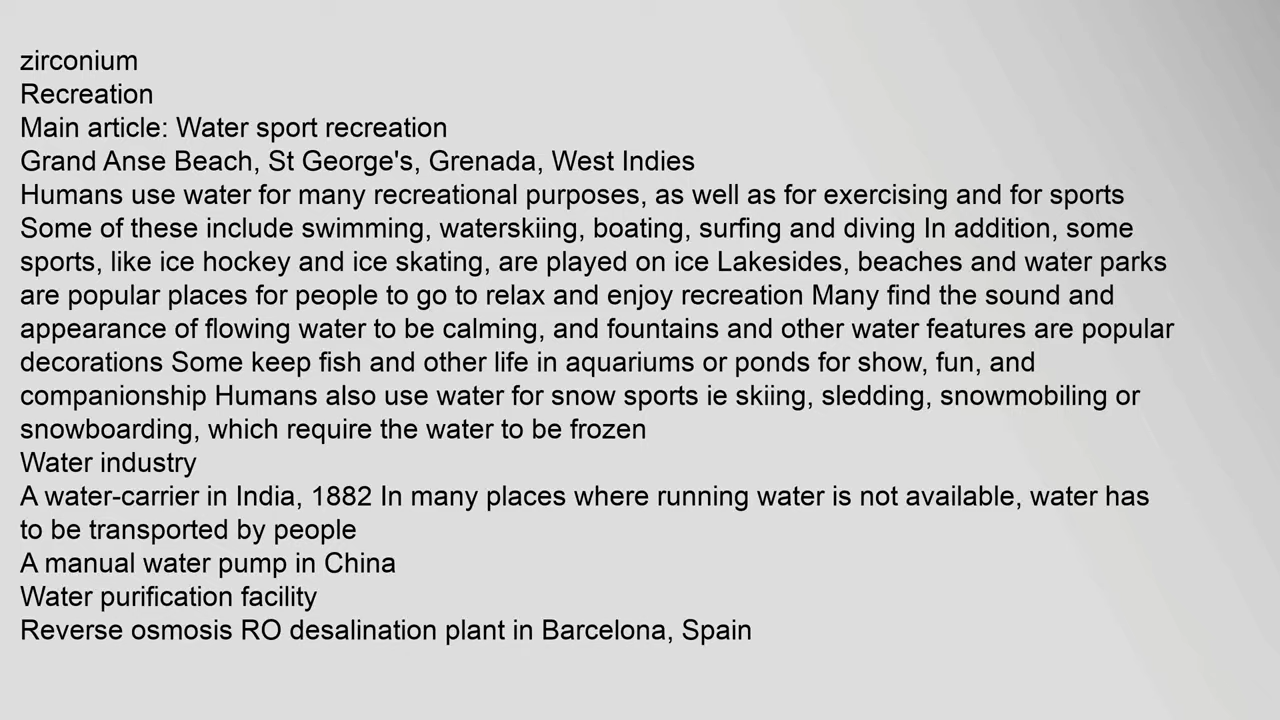 zirconium
Recreation
Main article: Water sport recreation
Grand Anse Beach, St George's, Grenada, West Indies
Humans use water for many recreational purposes, as well as for exercising and for sports
Some of these include swimming, waterskiing, boating, surfing and diving In addition, some
sports, like ice hockey and ice skating, are played on ice Lakesides, beaches and water parks
are popular places for people to go to relax and enjoy recreation Many find the sound and
appearance of flowing water to be calming, and fountains and other water features are popular
decorations Some keep fish and other life in aquariums or ponds for show, fun, and
companionship Humans also use water for snow sports ie skiing, sledding, snowmobiling or
snowboarding, which require the water to be frozen
Water industry
A water-carrier in India, 1882 In many places where running water is not available, water has
to be transported by people
A manual water pump in China
Water purification facility
Reverse osmosis RO desalination plant in Barcelona, Spain